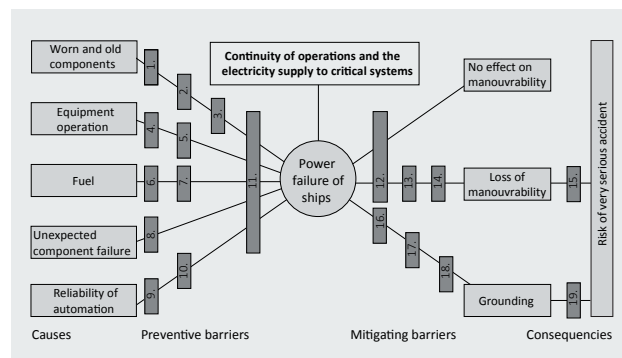 Continuity of operations and the
electricity supply to critical systems
Worn and old
components
Equipment
operation
Fuel
Unexpected
component failure
Reliability of
automation
1.
2.
3.
4.
5.
6.
7.
8.
9.
10.
11.
Power
failure of
ships
12.
13.
14.
15.
16.
17.
18.
19.
No effect on
manouvrability
Loss of
manouvrability
Grounding
Risk of very serious accident
Causes
Preventive barriers
Mitigating barriers
Consequencies